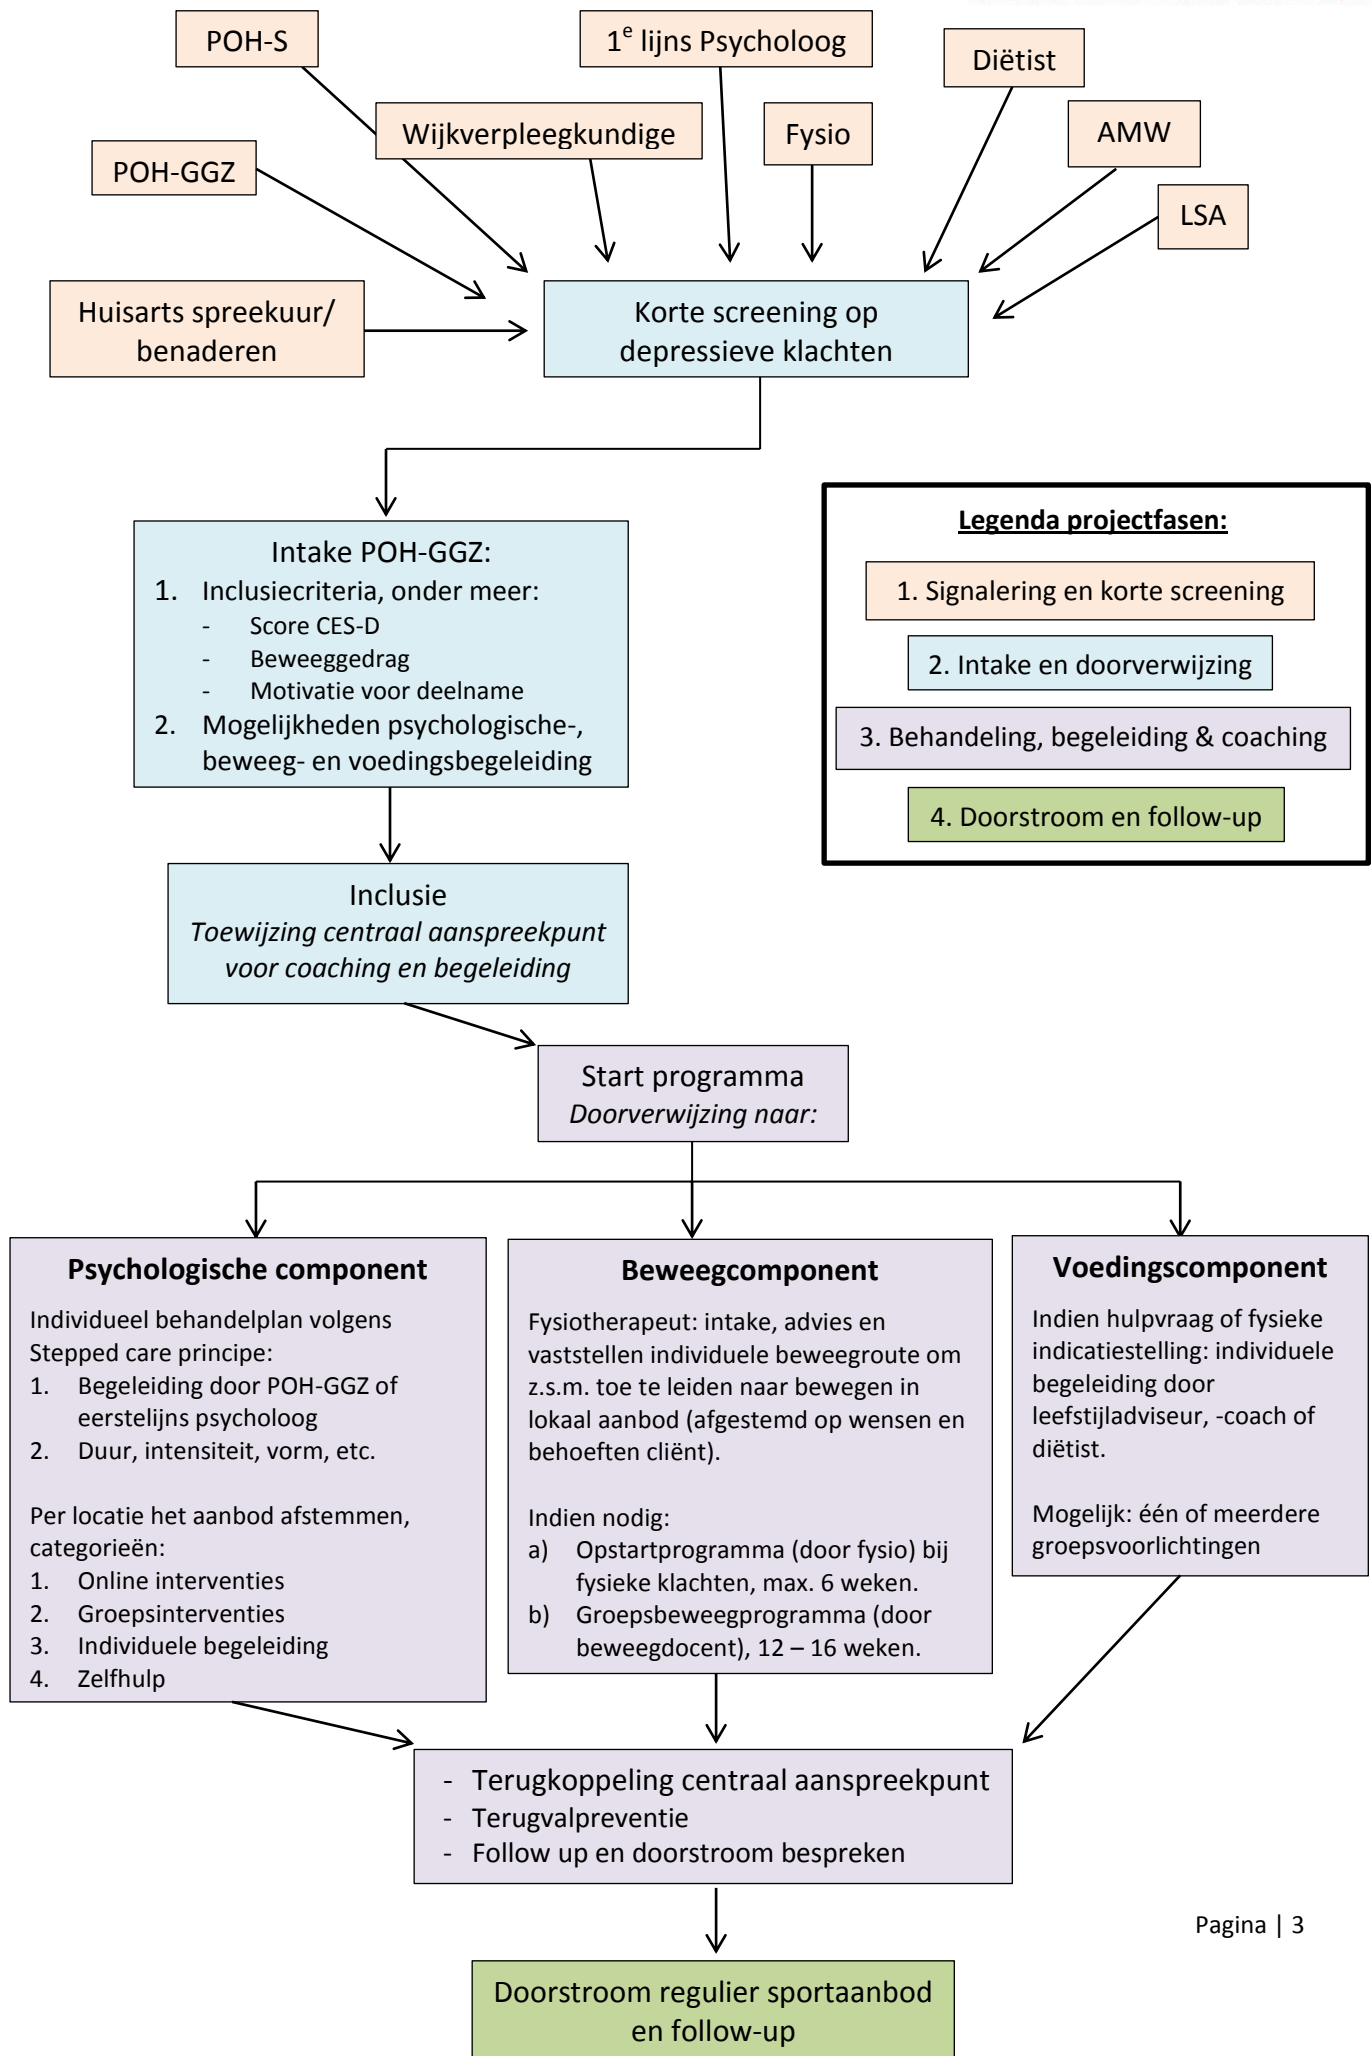 POH-S
1e lijns Psycholoog
Diëtist
Wijkverpleegkundige
Fysio
AMW
POH-GGZ
LSA
Huisarts spreekuur/
benaderen
Korte screening op
depressieve klachten
Legenda projectfasen:
1. Signalering en korte screening
2. Intake en doorverwijzing
3. Behandeling, begeleiding & coaching
4. Doorstroom en follow-up
Intake POH-GGZ:
1. Inclusiecriteria, onder meer:
- Score CES-D
- Beweeggedrag
- Motivatie voor deelname
2. Mogelijkheden psychologische-,
beweeg- en voedingsbegeleiding
Inclusie
Toewijzing centraal aanspreekpunt
voor coaching en begeleiding
Start programma
Doorverwijzing naar:
Psychologische component
Individueel behandelplan volgens
Stepped care principe:
1. Begeleiding door POH-GGZ of
eerstelijns psycholoog
2. Duur, intensiteit, vorm, etc.
Per locatie het aanbod afstemmen,
categorieën:
1. Online interventies
2. Groepsinterventies
3. Individuele begeleiding
4. Zelfhulp
Beweegcomponent
Fysiotherapeut: intake, advies en
vaststellen individuele beweegroute om
z.s.m. toe te leiden naar bewegen in
lokaal aanbod (afgestemd op wensen en
behoeften cliënt).
Indien nodig:
a) Opstartprogramma (door fysio) bij
fysieke klachten, max. 6 weken.
b) Groepsbeweegprogramma (door
beweegdocent), 12 – 16 weken.
Voedingscomponent
Indien hulpvraag of fysieke
indicatiestelling: individuele
begeleiding door
leefstijladviseur, -coach of
diëtist.
Mogelijk: één of meerdere
groepsvoorlichtingen
- Terugkoppeling centraal aanspreekpunt
- Terugvalpreventie
- Follow up en doorstroom bespreken
Pagina | 3
Doorstroom regulier sportaanbod
en follow-up